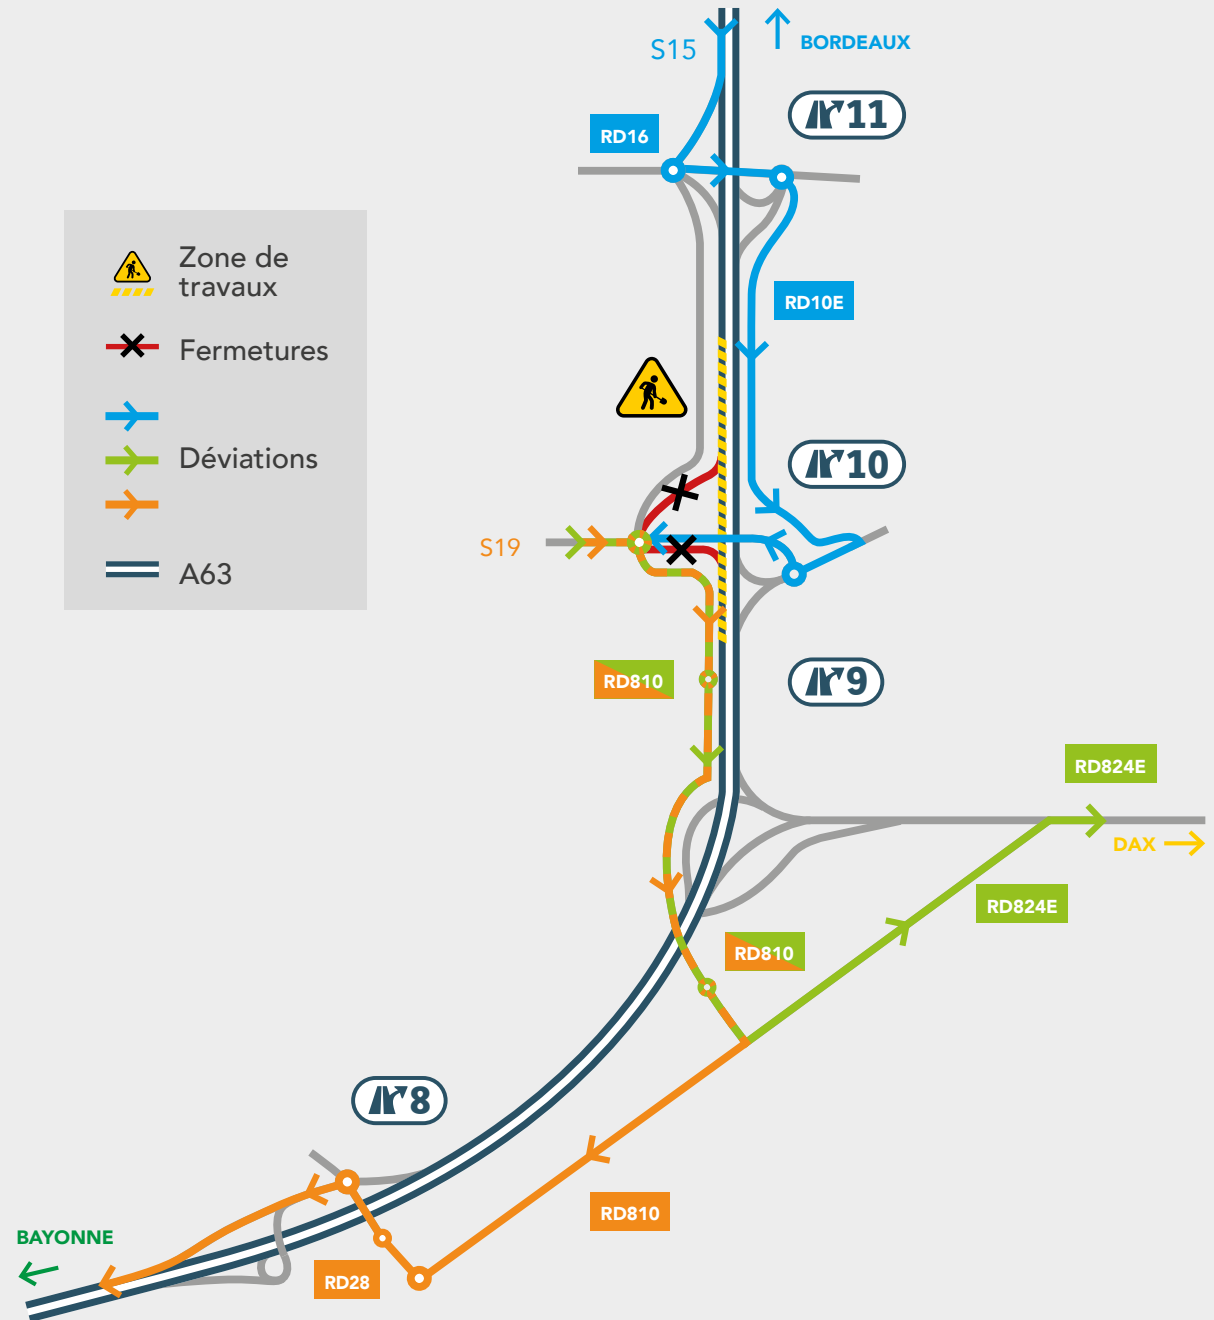 S15
BORDEAUX
11
RD16
Zone de
travaux
RD10E
Fermetures
10
Déviations
S19
A63
RD810
9
RD824E
DAX
RD824E
RD810
8
RD810
BAYONNE
RD28